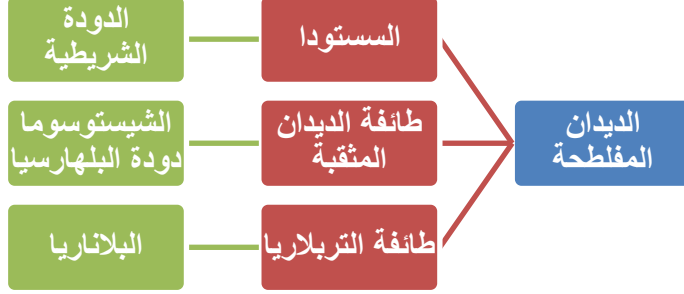 الديدان
المفلطحة
السستودا
الدودة
الشريطية
طائفة الديدان
المثقبة
الشيستوسوما
دودة البلهارسيا
طائفة التربلاريا
البلاناريا